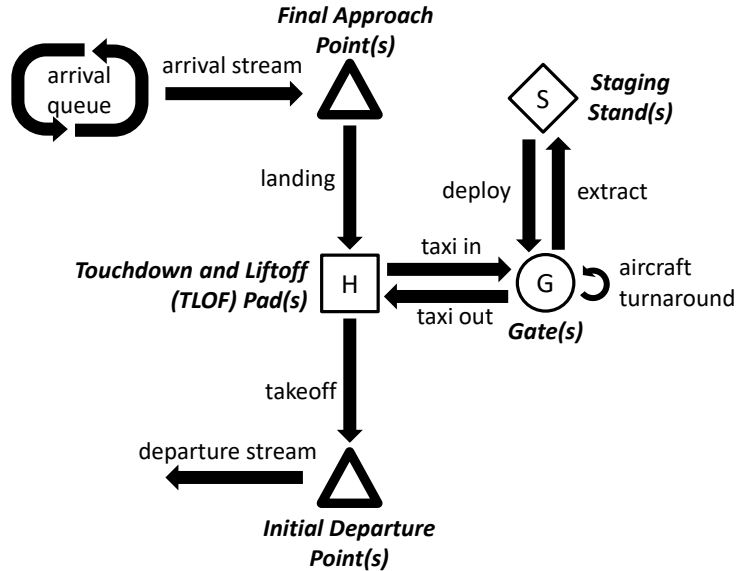 Final Approach
Point(s)
arrival
queue
arrival stream
S
Staging
Stand(s)
landing
deploy
extract
Touchdown and Liftoff
(TLOF) Pad(s)
H
taxi in
taxi out
G
Gate(s)
aircraft
turnaround
takeoff
departure stream
Initial Departure
Point(s)